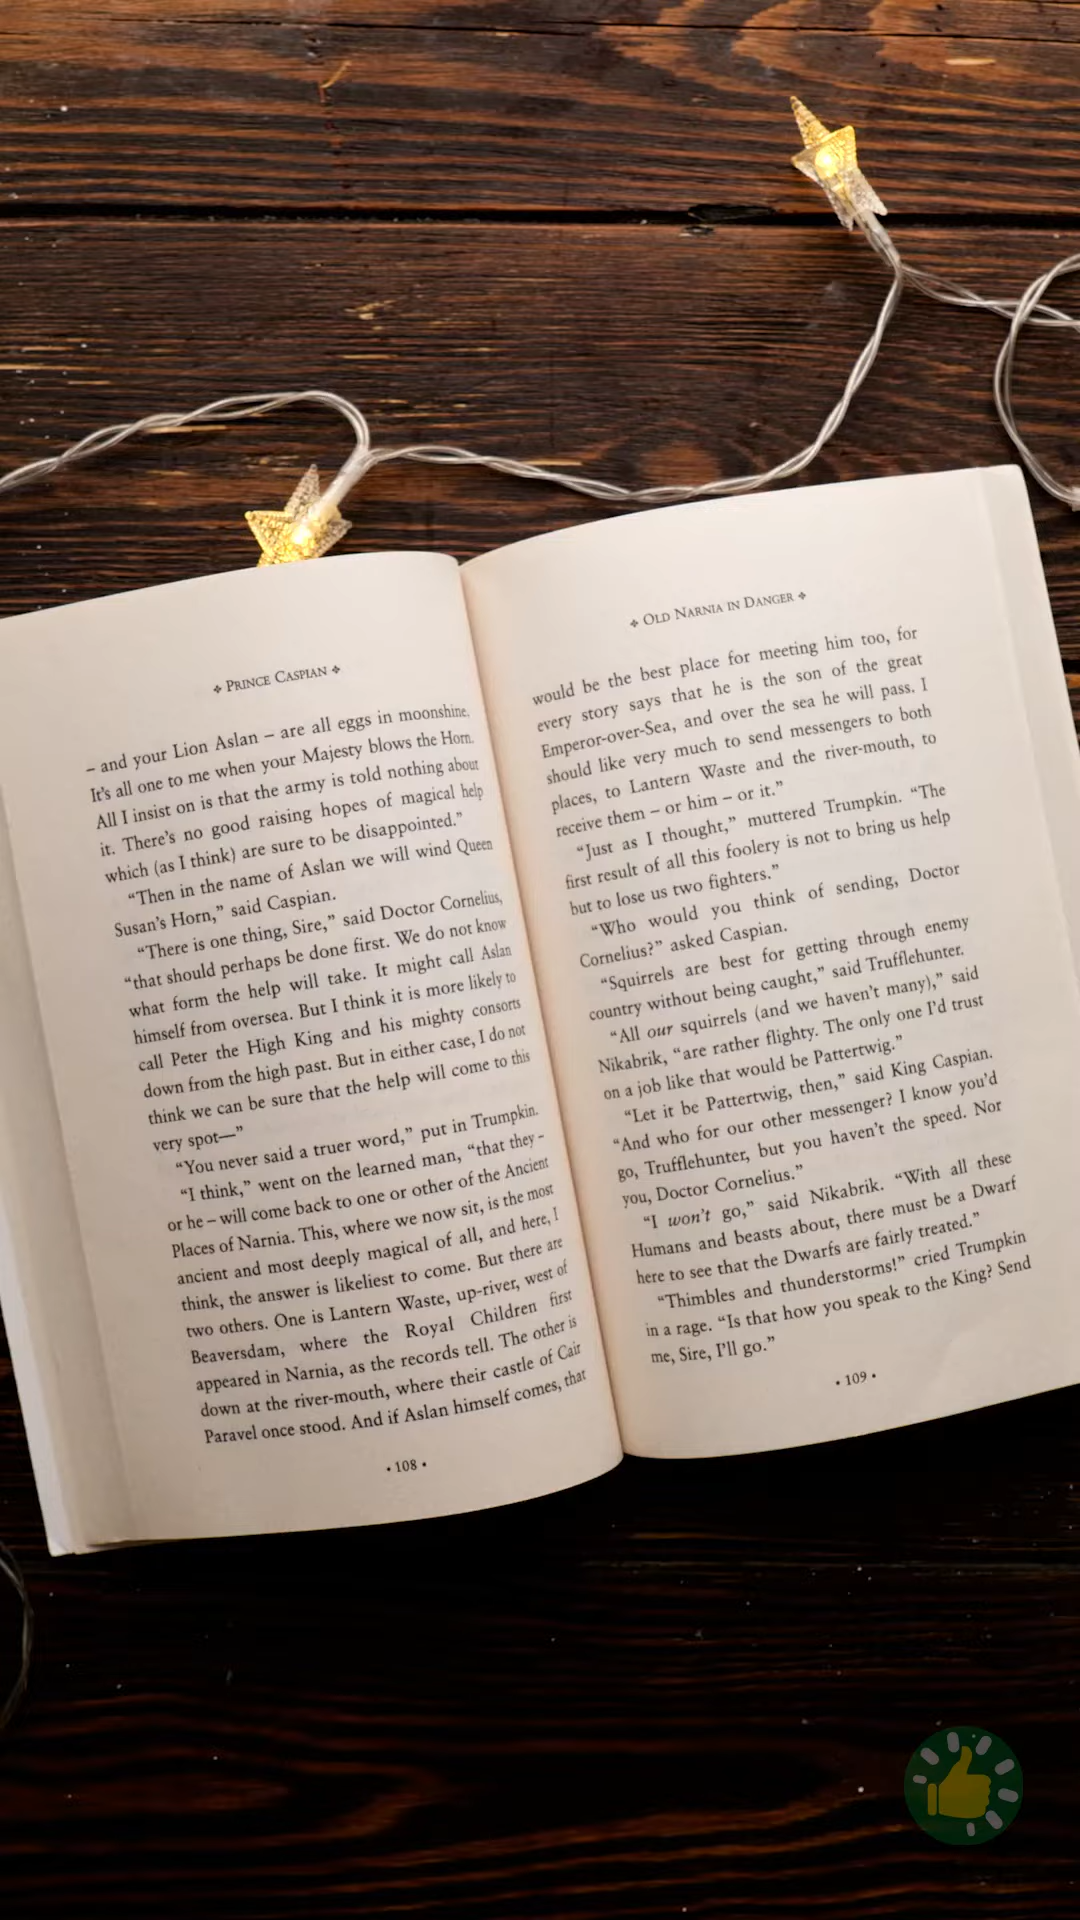 ❖ PRINCE CASPIAN ❖
– and your Lion Aslan – are all eggs in moonshine.
It's all one to me when your Majesty blows the Horn.
All I insist on is that the army is told nothing about
it. There's no good raising hopes of magical help
which (as I think) are sure to be disappointed.”
“Then in the name of Aslan we will wind Queen
Susan's Horn,” said Caspian.
“There is one thing, Sire,” said Doctor Cornelius,
“that should perhaps be done first. We do not know
what form the help will take. It might call Aslan
himself from oversea. But I think it is more likely to
call Peter the High King and his mighty consorts
down from the high past. But in either case, I do not
think we can be sure that the help will come to this
very spot—”
“You never said a truer word,” put in Trumpkin.
“I think,” went on the learned man, “that they –
or he – will come back to one or other of the Ancient
Places of Narnia. This, where we now sit, is the most
ancient and most deeply magical of all, and here, I
think, the answer is likeliest to come. But there are
two others. One is Lantern Waste, up-river, west of
Beaversdam, where the Royal Children first
appeared in Narnia, as the records tell. The other is
down at the river-mouth, where their castle of Cair
Paravel once stood. And if Aslan himself comes, that
• 108 •
❖ OLD NARNIA IN DANGER ❖
would be the best place for meeting him too, for
every story says that he is the son of the great
Emperor-over-Sea, and over the sea he will pass. I
should like very much to send messengers to both
places, to Lantern Waste and the river-mouth, to
receive them – or him – or it.”
“Just as I thought,” muttered Trumpkin. “The
first result of all this foolery is not to bring us help
but to lose us two fighters.”
“Who would you think of sending, Doctor
Cornelius?” asked Caspian.
“Squirrels are best for getting through enemy
country without being caught,” said Trufflehunter.
“All our squirrels (and we haven't many),” said
Nikabrik, “are rather flighty. The only one I'd trust
on a job like that would be Pattertwig.”
“Let it be Pattertwig, then,” said King Caspian.
“And who for our other messenger? I know you'd
go, Trufflehunter, but you haven't the speed. Nor
you, Doctor Cornelius.”
“I won't go,” said Nikabrik. “With all these
Humans and beasts about, there must be a Dwarf
here to see that the Dwarfs are fairly treated.”
“Thimbles and thunderstorms!” cried Trumpkin
in a rage. “Is that how you speak to the King? Send
me, Sire, I'll go.”
• 109 •